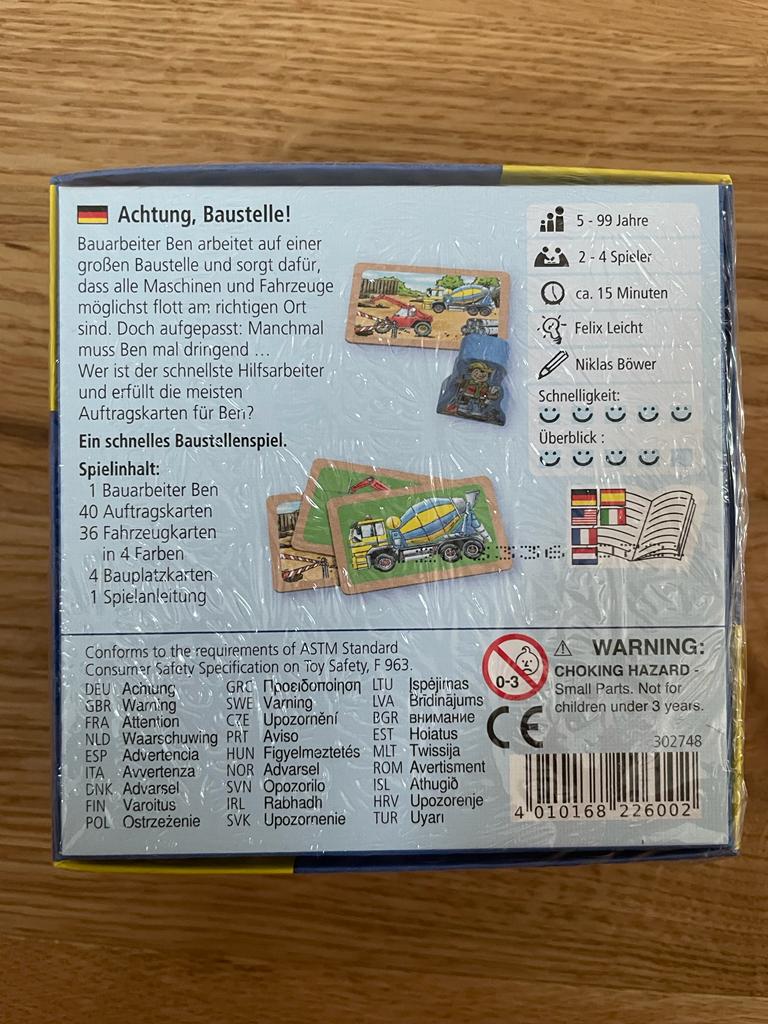 Achtung, Baustelle!
Bauarbeiter Ben arbeitet auf einer
großen Baustelle und sorgt dafür,
dass alle Maschinen und Fahrzeuge
möglichst flott am richtigen Ort
sind. Doch aufgepasst: Manchmal
muss Ben mal dringend ...
Wer ist der schnellste Hilfsarbeiter
und erfüllt die meisten
Auftragskarten für Ben?
Ein schnelles Baustellenspiel.
Spielinhalt:
1 Bauarbeiter Ben
40 Auftragskarten
36 Fahrzeugkarten
in 4 Farben
4 Bauplatzkarten
1 Spielanleitung
5 - 99 Jahre
2 - 4 Spieler
ca. 15 Minuten
Felix Leicht
Niklas Böwer
Schnelligkeit:
Überblick :
Conforms to the requirements of ASTM Standard
Consumer Safety Specification on Toy Safety, F 963.
DEU Achtung
GBR Warning
FRA Attention
NLD Waarschuwing
ESP Advertencia
ITA Avvertenza
DNK Advarsel
FIN Varoitus
POL Ostrzeżenie
GRC Προειδοποίηση
SWE Varning
CZE Upozornění
PRT Aviso
HUN Figyelmeztetés
NOR Advarsel
SVN Opozorilo
IRL Rabhadh
SVK Upozornenie
LTU Įspėjimas
LVA Brīdinājums
BGR внимание
EST Hoiatus
MLT Twissija
ROM Avertisment
ISL Athugið
HRV Upozorenje
TUR Uyarı
0-3
CE
WARNING:
CHOKING HAZARD -
Small Parts. Not for
children under 3 years.
302748
4 010168 226002